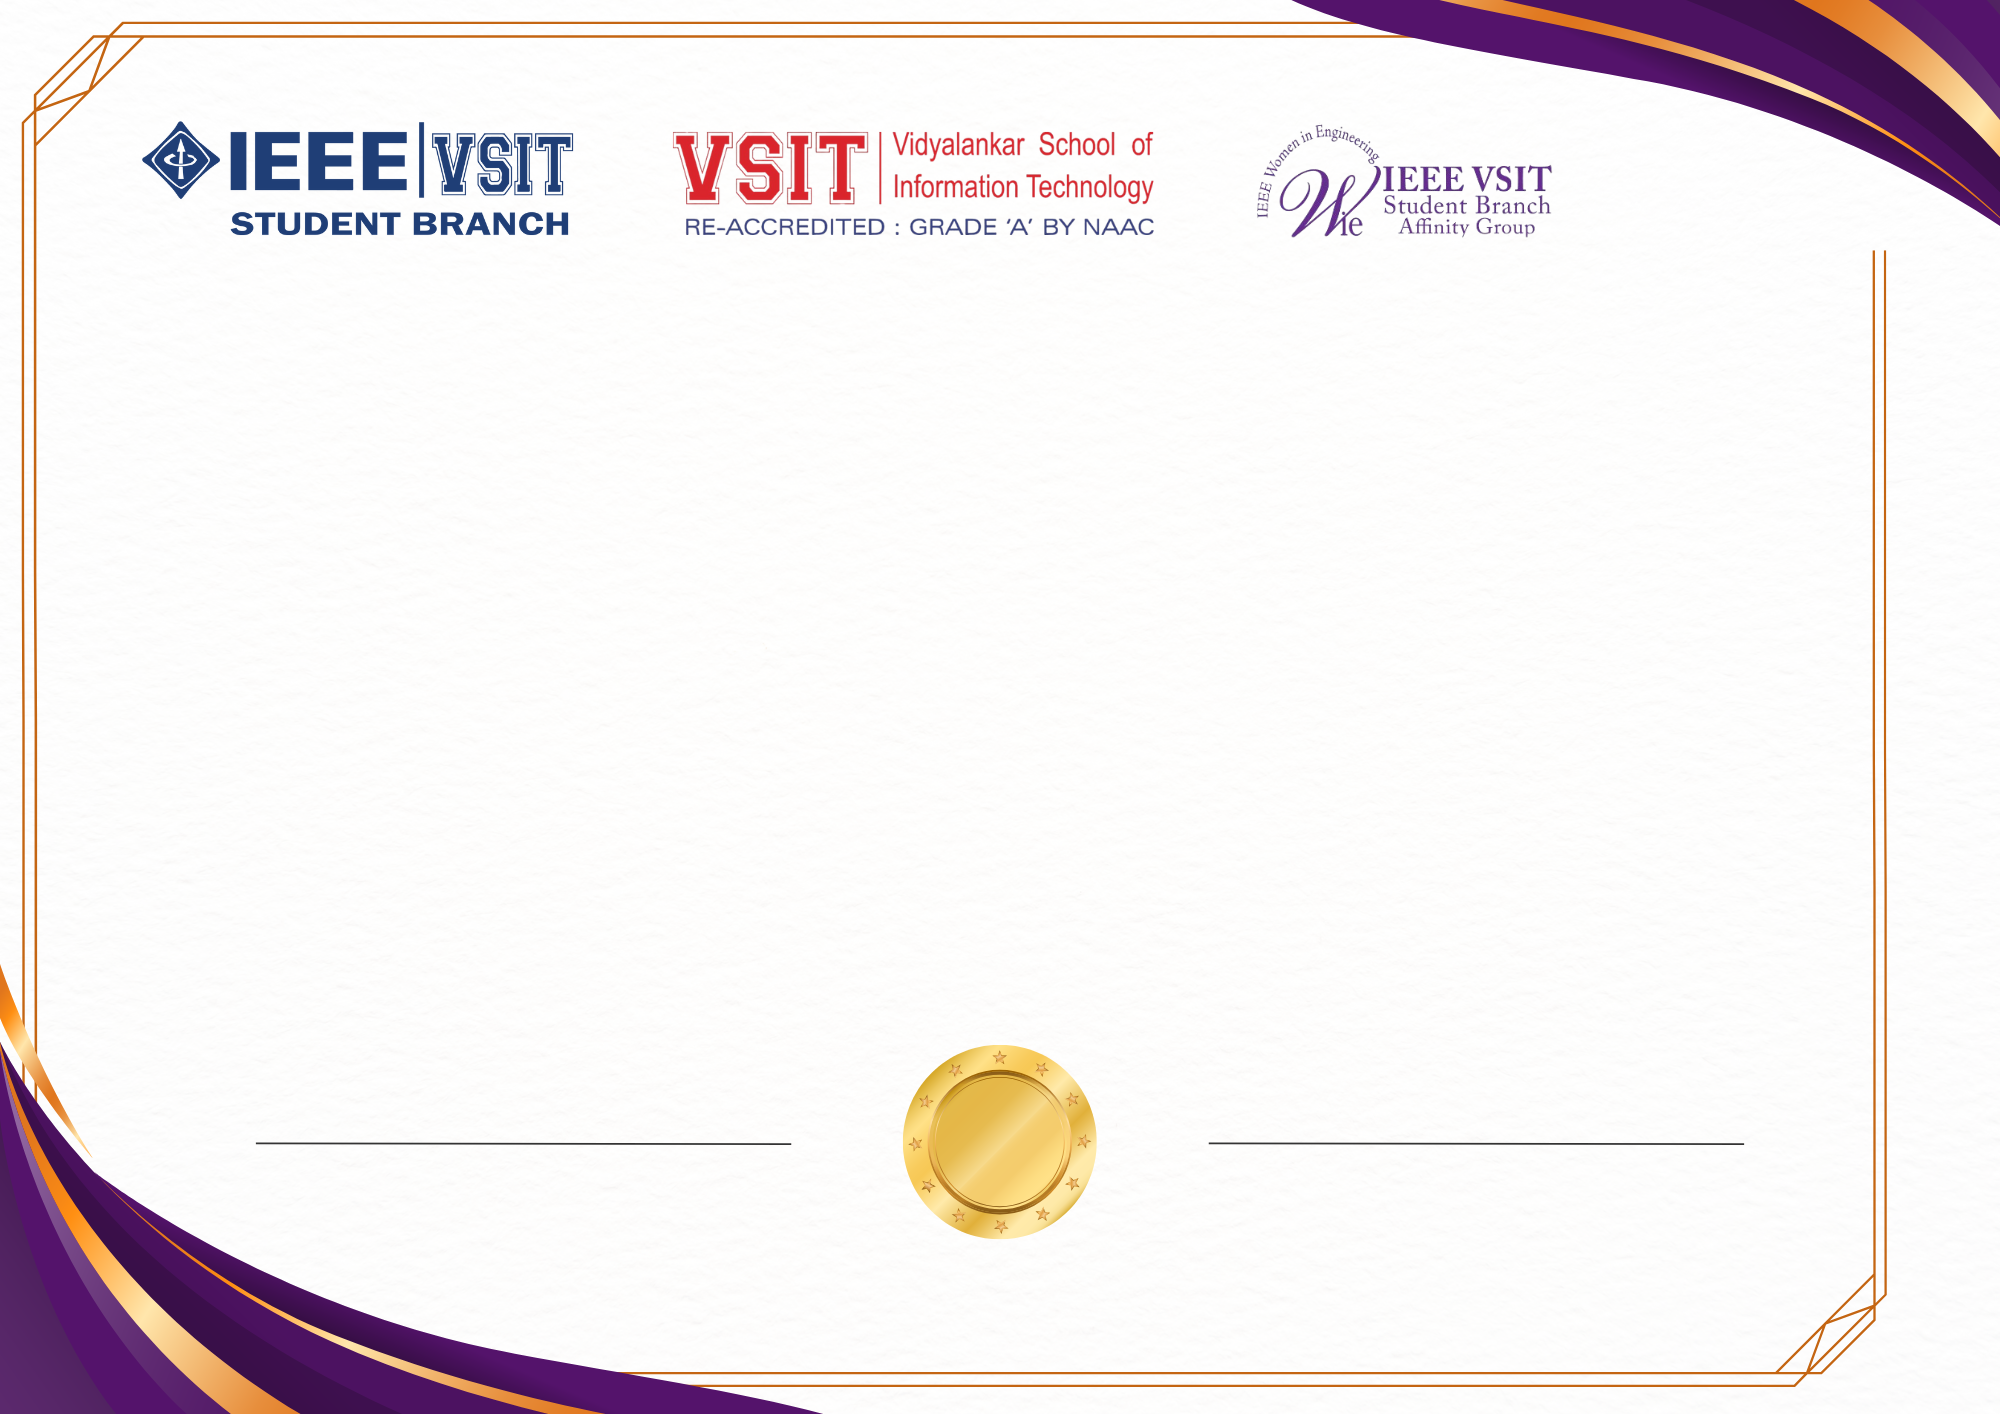 IEEE VSIT
STUDENT BRANCH
VSIT
Vidyalankar School of
Information Technology
RE-ACCREDITED : GRADE ‘A’ BY NAAC
IEEE Women in Engineering
Wie
IEEE VSIT
Student Branch
Affinity Group